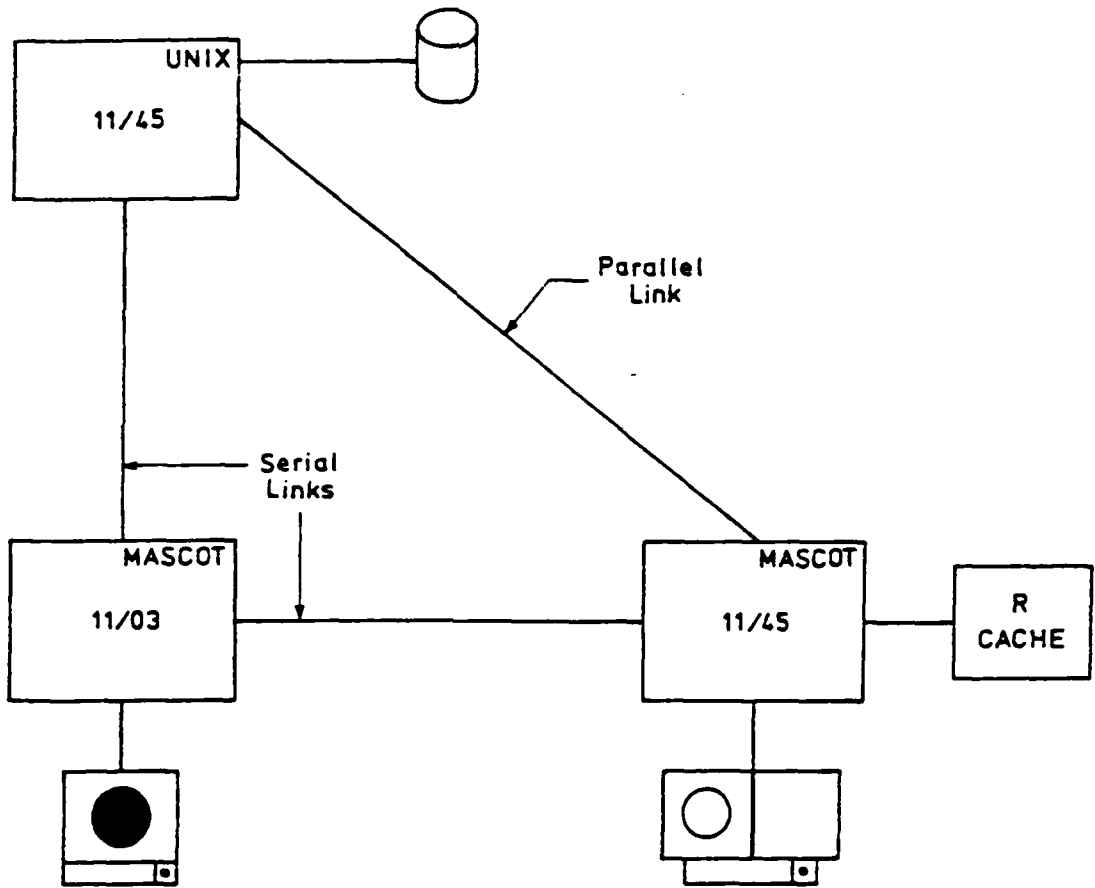 UNIX
11/45
Parallel
Link
Serial
Links
MASCOT
11/03
MASCOT
11/45
R
CACHE